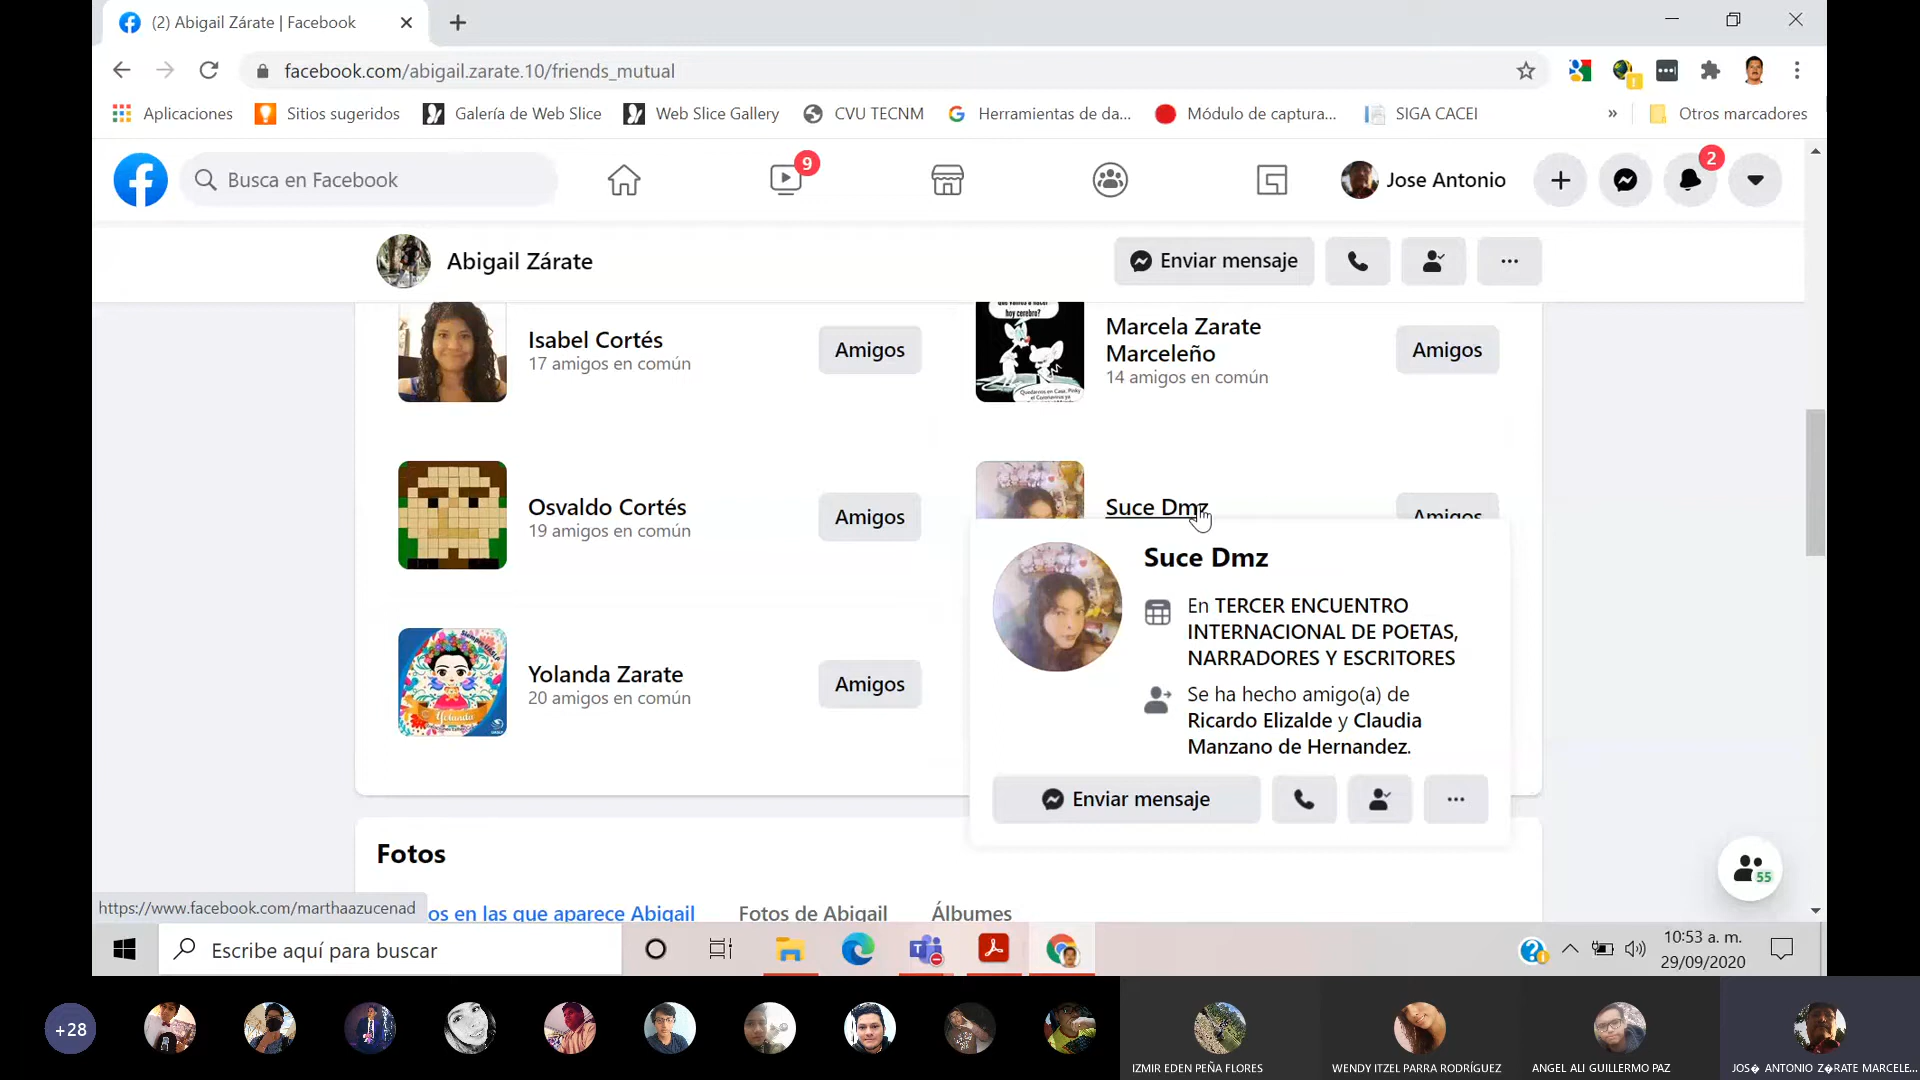 (2) Abigail Zárate | Facebook
facebook.com/abigail.zarate.10/friends_mutual
Aplicaciones
Sitios sugeridos
Galería de Web Slice
Web Slice Gallery
CVU TECNM
Herramientas de da...
Módulo de captura...
SIGA CACEI
»
Otros marcadores
Busca en Facebook
9
Jose Antonio
2
Abigail Zárate
Enviar mensaje
Isabel Cortés
17 amigos en común
Amigos
hoy cerebro?
Marcela Zarate
Marceleño
14 amigos en común
Amigos
Osvaldo Cortés
19 amigos en común
Amigos
Suce Dmz
Amigos
Suce Dmz
En TERCER ENCUENTRO
INTERNACIONAL DE POETAS,
NARRADORES Y ESCRITORES
Se ha hecho amigo(a) de
Ricardo Elizalde y Claudia
Manzano de Hernandez.
Enviar mensaje
Yolanda
Yolanda Zarate
20 amigos en común
Amigos
Fotos
55
https://www.facebook.com/marthaazucenad
os en las que aparece Abigail
Fotos de Abigail
Álbumes
Escribe aquí para buscar
10:53 a. m.
29/09/2020
+28
IZMIR EDEN PEÑA FLORES
WENDY ITZEL PARRA RODRÍGUEZ
ANGEL ALI GUILLERMO PAZ
JOS� ANTONIO Z�RATE MARCELE...